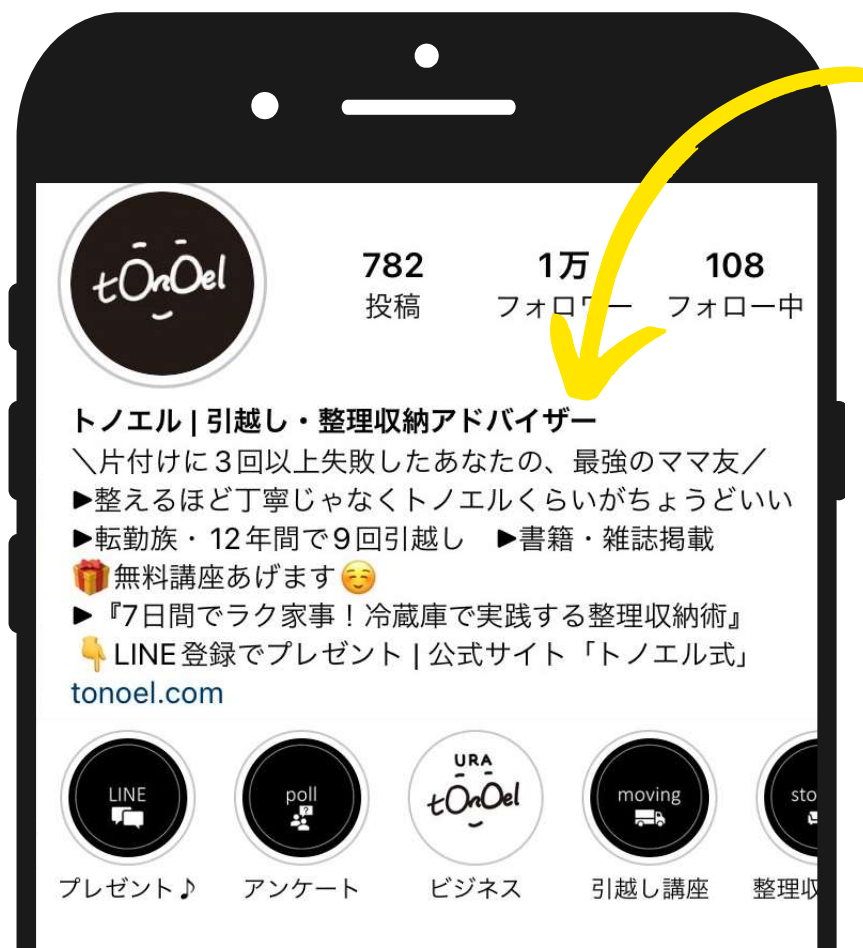 tonoel
782
1万
108
投稿
フォロワー
フォロー中
トノエル | 引越し・整理収納アドバイザー
＼片付けに3回以上失敗したあなたの、最強のママ友／
▶整えるほど丁寧じゃなくトノエルくらいがちょうどいい
▶転勤族・12年間で9回引越し ▶書籍・雑誌掲載
🎁無料講座あげます☺️
▶『7日間でラク家事！冷蔵庫で実践する整理収納術』
👇LINE登録でプレゼント | 公式サイト「トノエル式」
tonoel.com
LINE
poll
URA
tonoel
moving
sto
プレゼント♪
アンケート
ビジネス
引越し講座
整理収